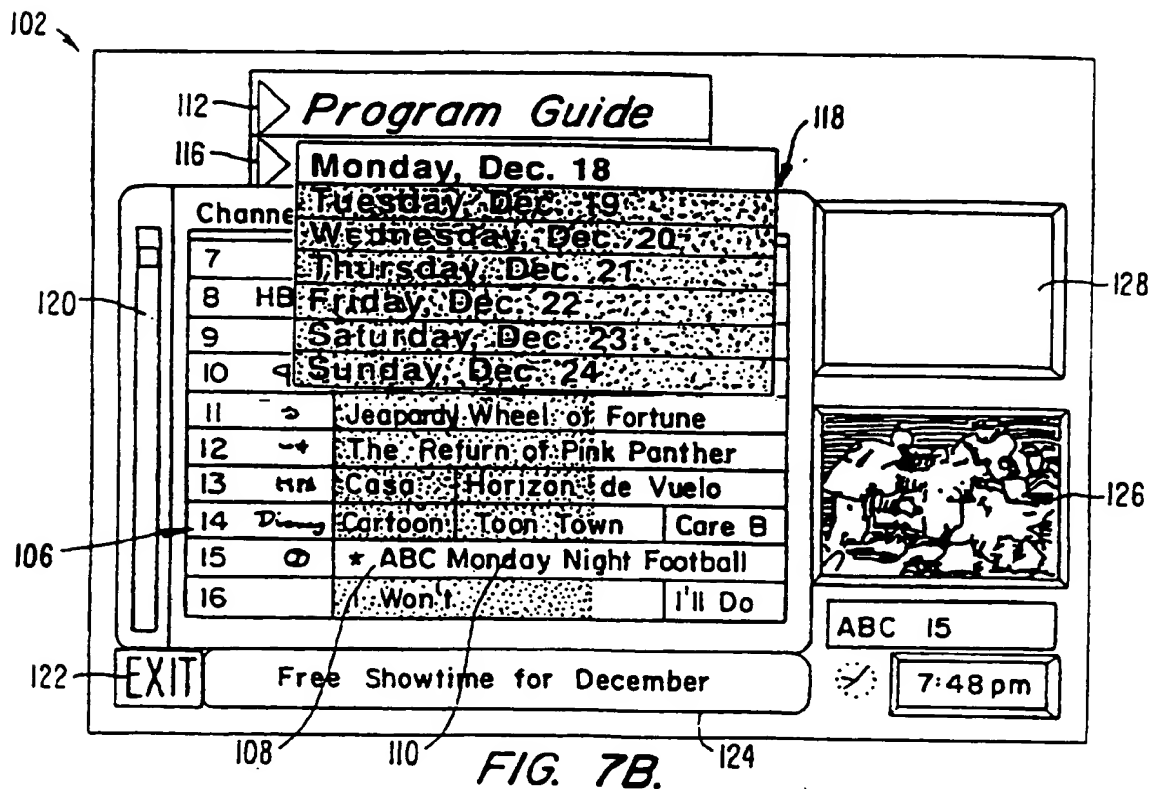 102
112
Program Guide
118
116
Monday, Dec. 18
Tuesday, Dec. 19
Wednesday, Dec. 20
Thursday, Dec. 21
Friday, Dec. 22
Saturday, Dec. 23
Sunday, Dec. 24
Channe
7
8 HB
9
10
120
128
11 Jeapardy Wheel of Fortune
12 The Return of Pink Panther
13 Casa Horizon de Vuelo
14 Disney Cartoon Toon Town Care B
15 * ABC Monday Night Football
16 I Won't I'll Do
106
126
ABC 15
122
EXIT
Free Showtime for December
7:48 pm
108
110
124
FIG. 7B.